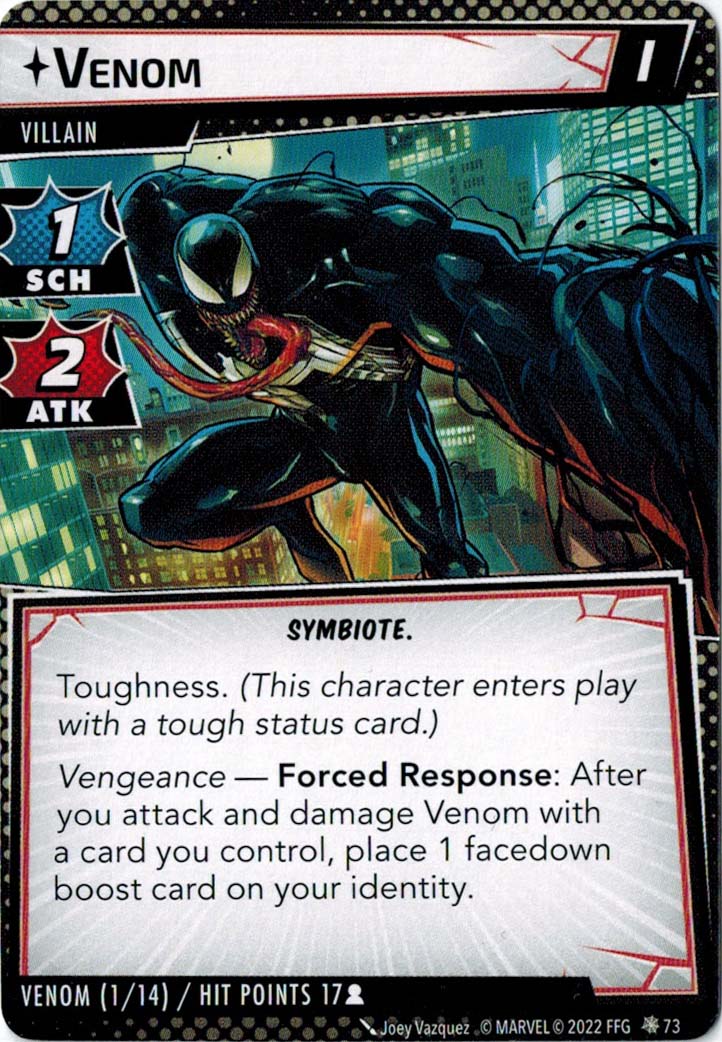 VENOM
I
VILLAIN
1
SCH
2
ATK
SYMBIOTE.
Toughness. (This character enters play
with a tough status card.)
Vengeance — Forced Response: After
you attack and damage Venom with
a card you control, place 1 facedown
boost card on your identity.
VENOM (1/14) / HIT POINTS 17
Joey Vazquez © MARVEL © 2022 FFG 73